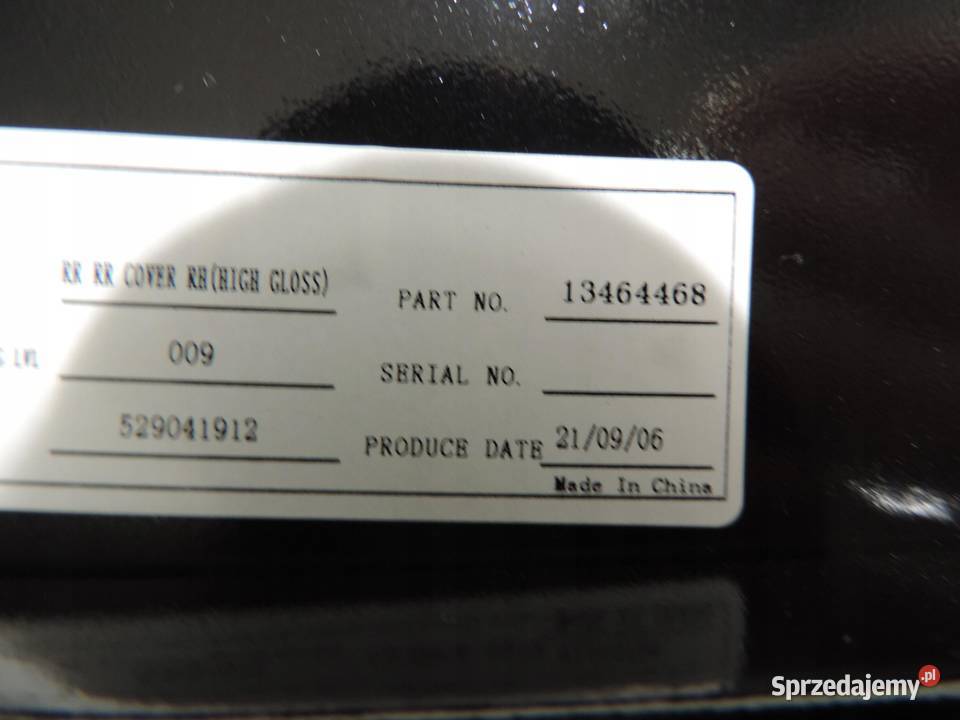 RR RR COVER RH(HIGH GLOSS)
PART NO. 13464468
LVL 009
SERIAL NO.
529041912
PRODUCE DATE 21/09/06
Made In China
Sprzedajemy.pl